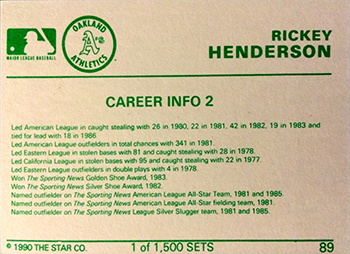 RICKEY
HENDERSON
MAJOR LEAGUE BASEBALL
OAKLAND
A's
ATHLETICS
CAREER INFO 2
Led American League in caught stealing with 26 in 1980, 22 in 1981, 42 in 1982, 19 in 1983 and
tied for lead with 18 in 1986.
Led American League outfielders in total chances with 341 in 1981.
Led Eastern League in stolen bases with 81 and caught stealing with 28 in 1978.
Led California League in stolen bases with 95 and caught stealing with 22 in 1977.
Led Eastern League outfielders in double plays with 4 in 1978.
Won The Sporting News Golden Shoe Award, 1983.
Won The Sporting News Silver Shoe Award, 1982.
Named outfielder on The Sporting News American League All-Star Team, 1981 and 1985.
Named outfielder on The Sporting News American League All-Star fielding team, 1981.
Named outfielder on The Sporting News League Silver Slugger team, 1981 and 1985.
© 1990 THE STAR CO. 1 of 1,500 SETS 89